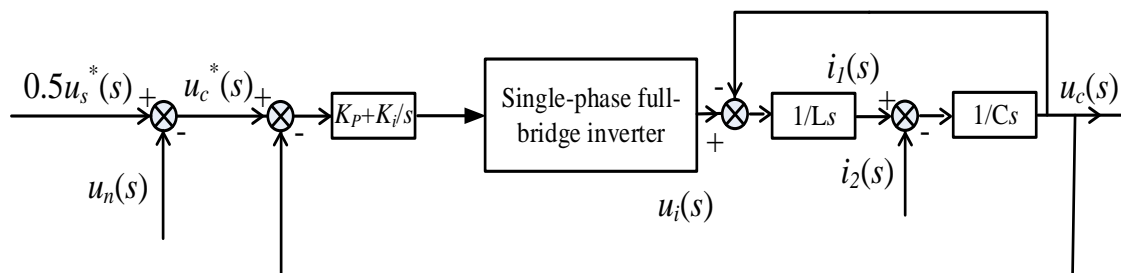 0.5u_s^*(s)
+
-
u_n(s)
u_c^*(s)
+
-
K_P+K_i/s
Single-phase full-
bridge inverter
u_i(s)
-
+
1/Ls
i_1(s)
+
-
i_2(s)
1/Cs
u_c(s)